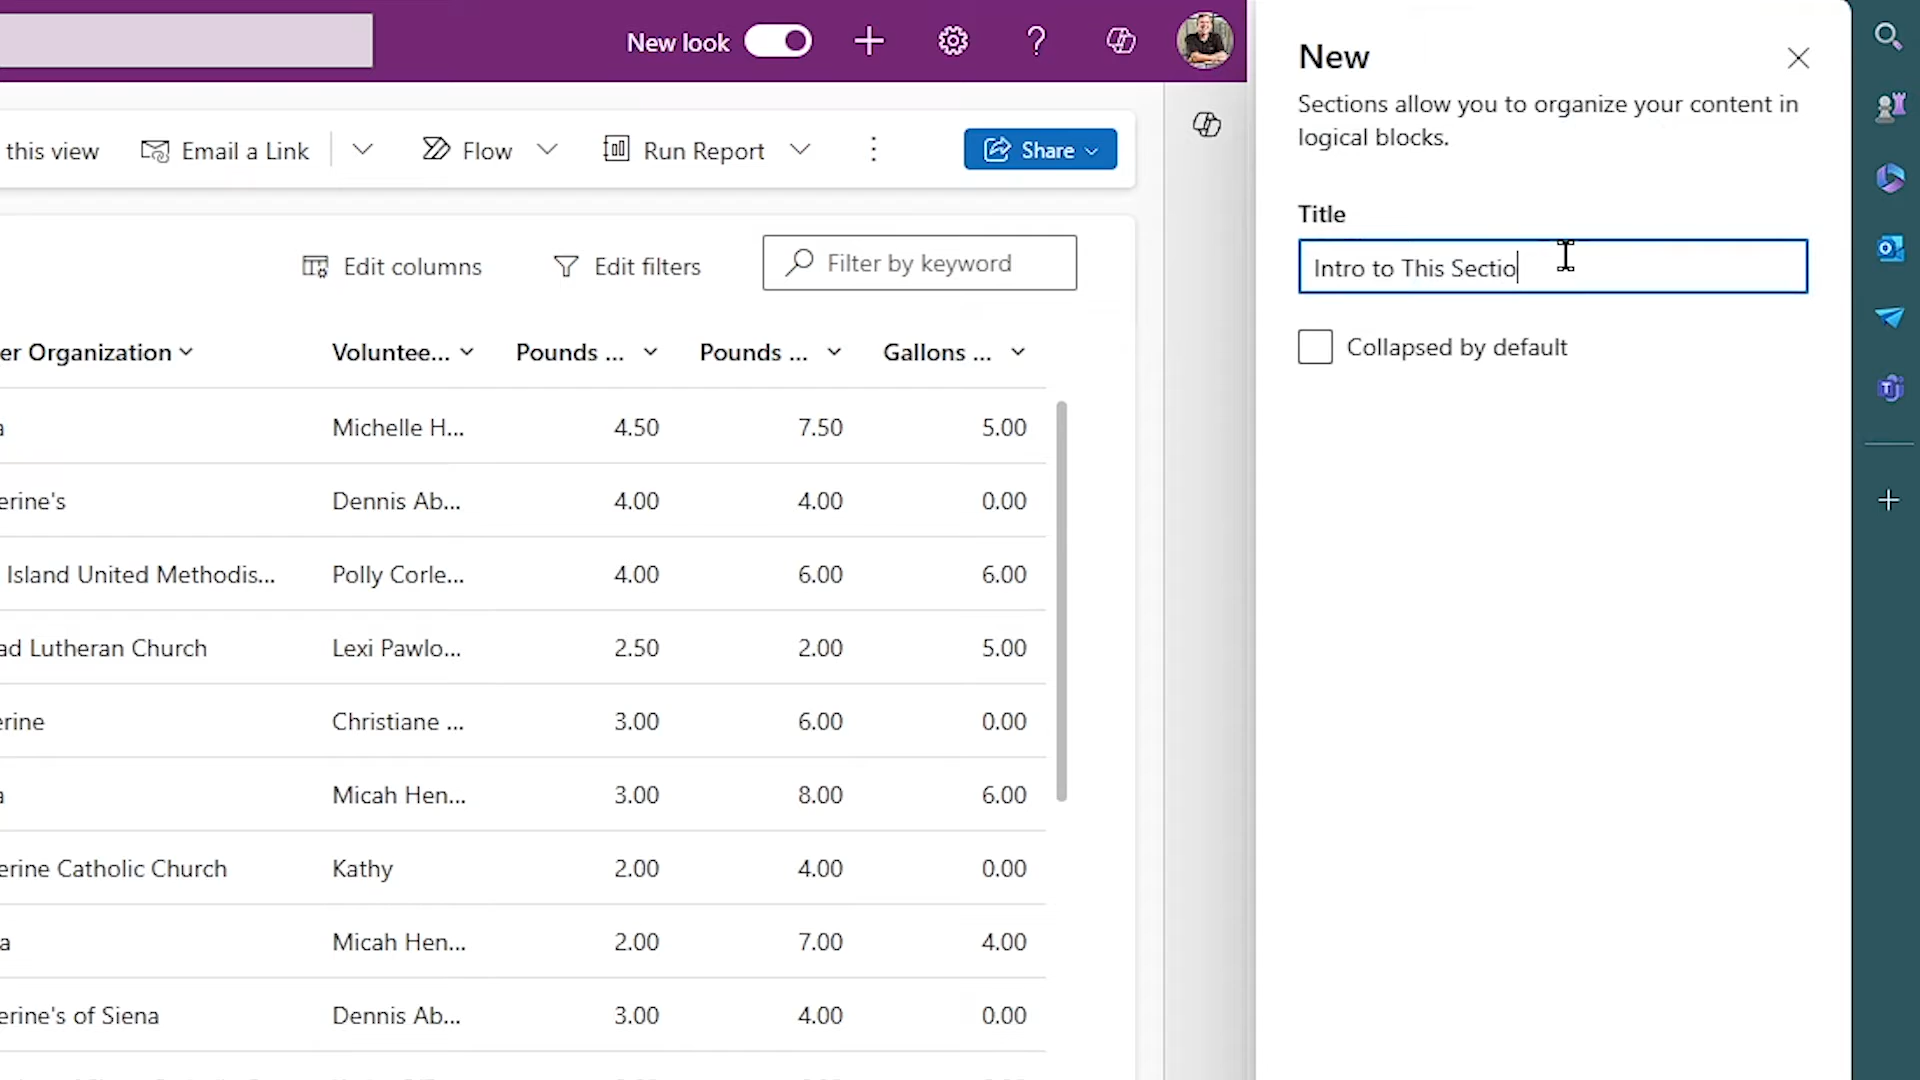 New look
New
Sections allow you to organize your content in
logical blocks.
this view
Email a Link
Flow
Run Report
Share
Title
Intro to This Sectio
Collapsed by default
Edit columns
Edit filters
Filter by keyword
er Organization
Voluntee...
Pounds ...
Pounds ...
Gallons ...
a Michelle H... 4.50 7.50 5.00
erine's Dennis Ab... 4.00 4.00 0.00
Island United Methodis... Polly Corle... 4.00 6.00 6.00
ad Lutheran Church Lexi Pawlo... 2.50 2.00 5.00
erine Christiane ... 3.00 6.00 0.00
a Micah Hen... 3.00 8.00 6.00
erine Catholic Church Kathy 2.00 4.00 0.00
a Micah Hen... 2.00 7.00 4.00
erine's of Siena Dennis Ab... 3.00 4.00 0.00